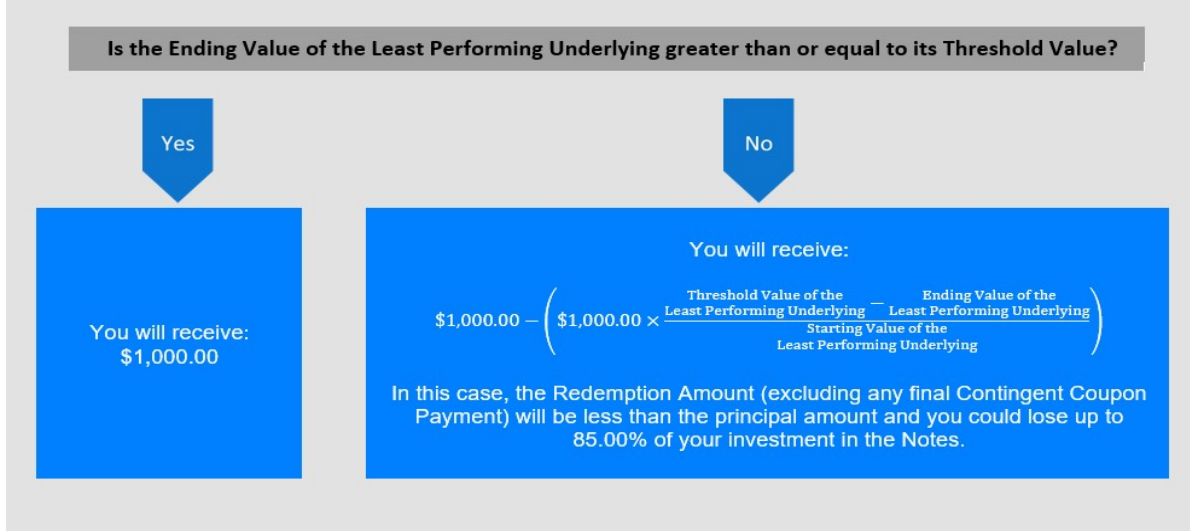 Is the Ending Value of the Least Performing Underlying greater than or equal to its Threshold Value?
Yes
No
You will receive:
$1,000.00
You will receive:
$1,000.00 − ( $1,000.00 × 
Threshold Value of the
Least Performing Underlying
−
Ending Value of the
Least Performing Underlying
Starting Value of the
Least Performing Underlying
)
In this case, the Redemption Amount (excluding any final Contingent Coupon
Payment) will be less than the principal amount and you could lose up to
85.00% of your investment in the Notes.